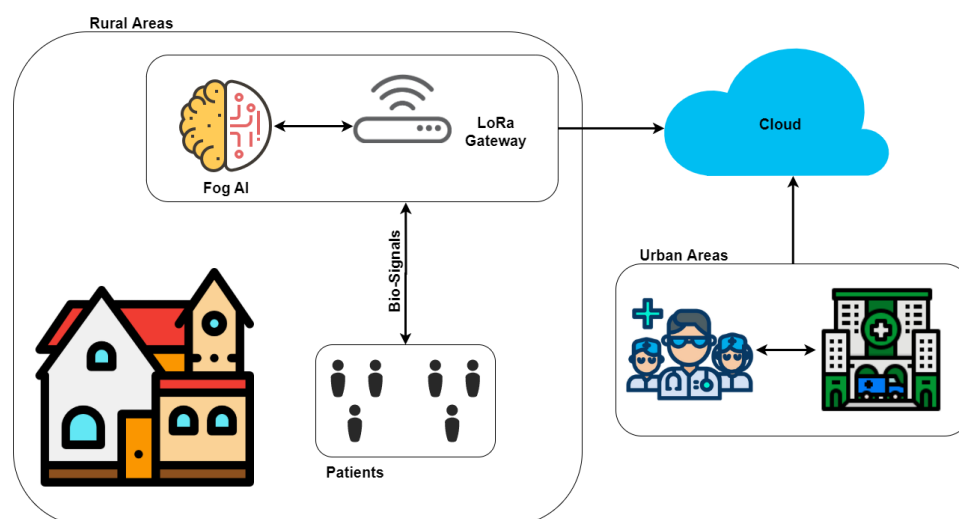 Rural Areas
LoRa
Gateway
Fog AI
Cloud
Bio-Signals
Urban Areas
Patients